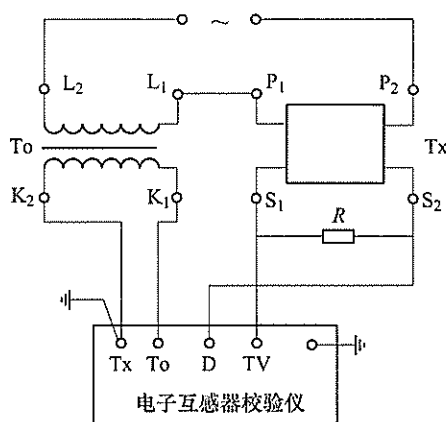 ~
L₂ L₁ P₁ P₂
To Tx
K₂ K₁ S₁ R S₂
Tx To D TV
电子互感器校验仪